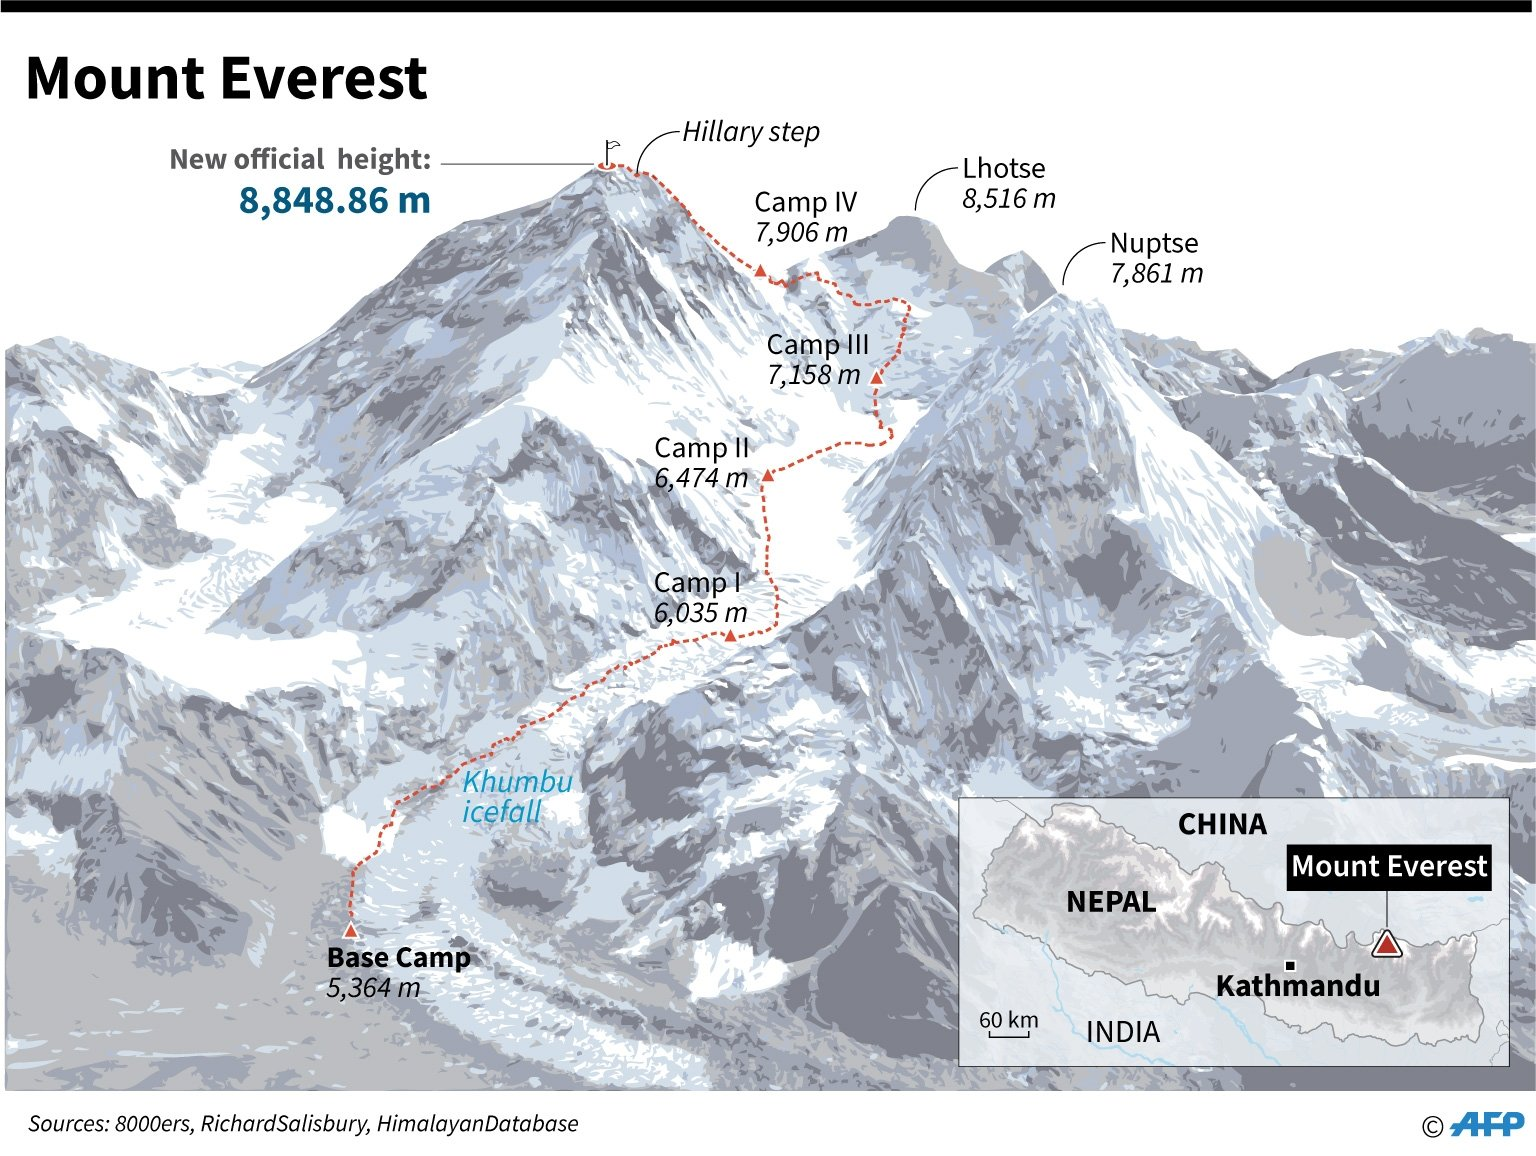 Mount Everest
New official height:
8,848.86 m
Hillary step
Camp IV
7,906 m
Lhotse
8,516 m
Nuptse
7,861 m
Camp III
7,158 m
Camp II
6,474 m
Camp I
6,035 m
Khumbu
icefall
Base Camp
5,364 m
CHINA
Mount Everest
NEPAL
Kathmandu
60 km
INDIA
Sources: 8000ers, RichardSalisbury, HimalayanDatabase
© AFP